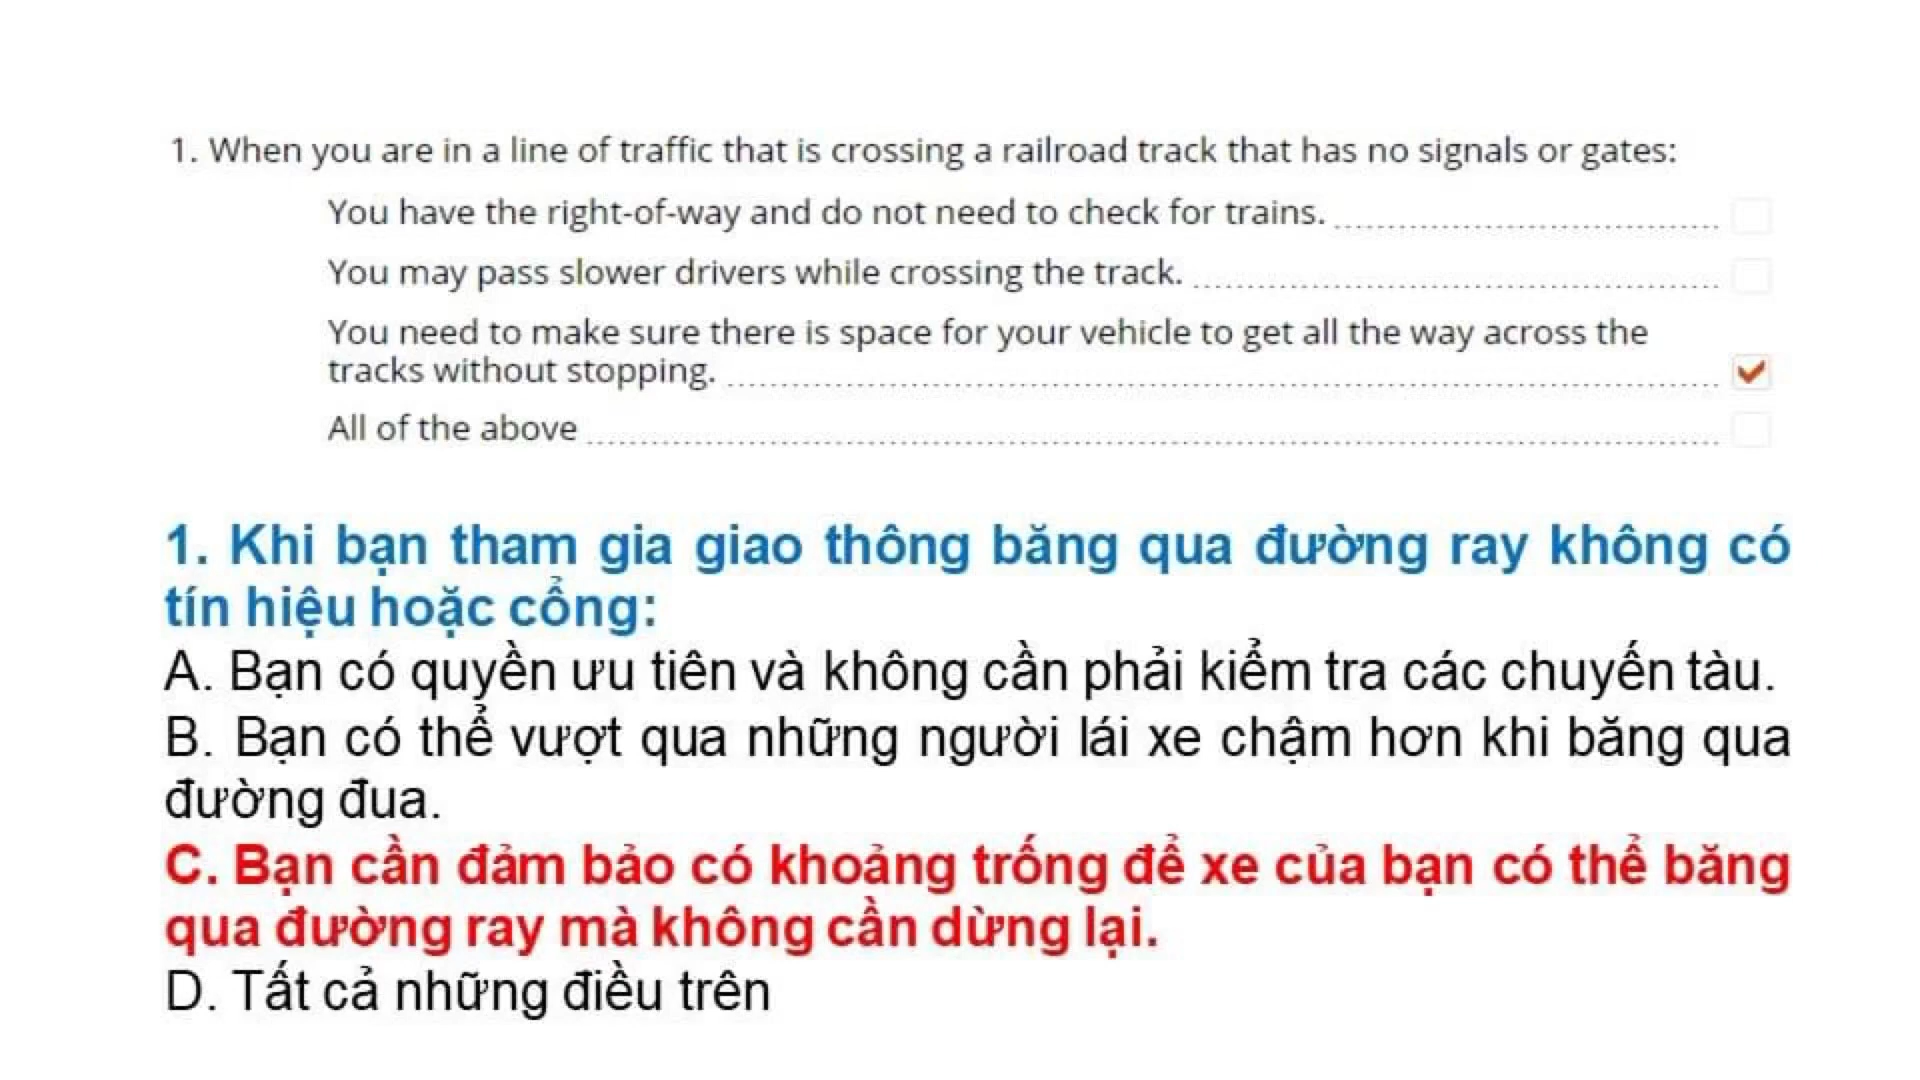 1. When you are in a line of traffic that is crossing a railroad track that has no signals or gates:
You have the right-of-way and do not need to check for trains.
You may pass slower drivers while crossing the track.
You need to make sure there is space for your vehicle to get all the way across the
tracks without stopping.
All of the above
1. Khi bạn tham gia giao thông băng qua đường ray không có
tín hiệu hoặc cổng:
A. Bạn có quyền ưu tiên và không cần phải kiểm tra các chuyến tàu.
B. Bạn có thể vượt qua những người lái xe chậm hơn khi băng qua
đường đua.
C. Bạn cần đảm bảo có khoảng trống để xe của bạn có thể băng
qua đường ray mà không cần dừng lại.
D. Tất cả những điều trên